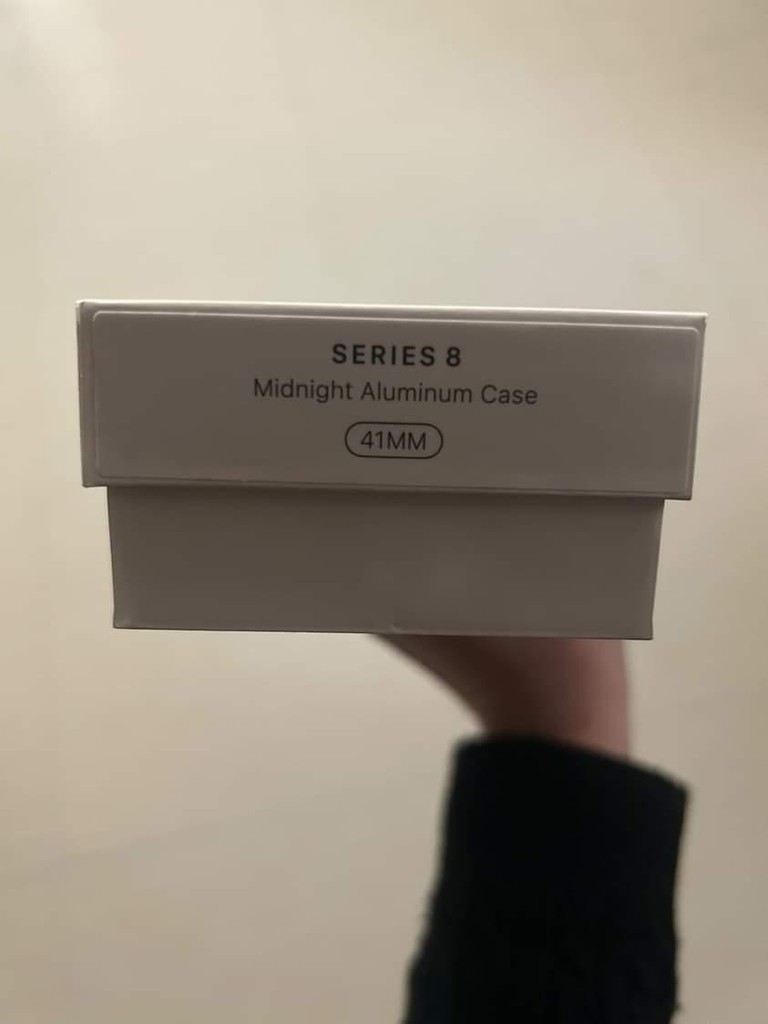 SERIES 8
Midnight Aluminum Case
41MM